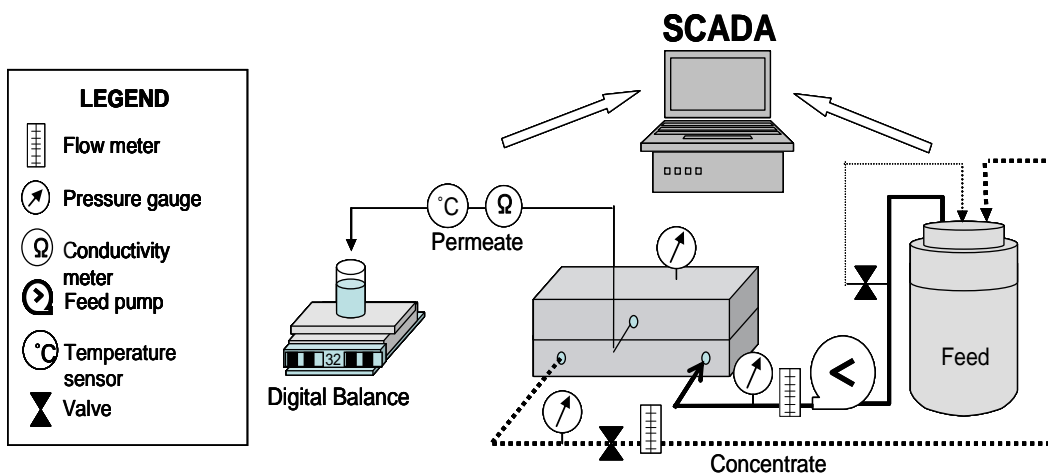 SCADA
LEGEND
Flow meter
Pressure gauge
Ω Conductivity
meter
Feed pump
°C Temperature
sensor
Valve
°C Ω
Permeate
32
Digital Balance
Feed
Concentrate